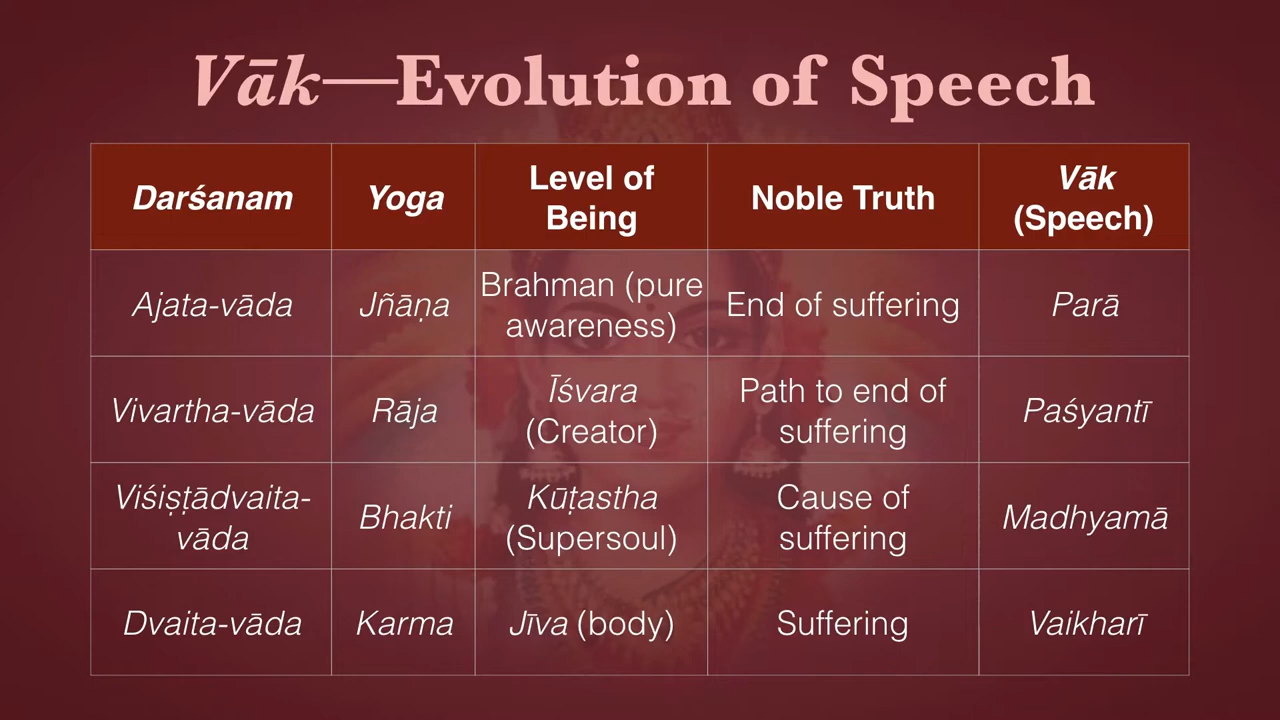 Vāk—Evolution of Speech
Darśanam Yoga Level of Being Noble Truth Vāk (Speech)
Ajata-vāda Jñāṇa Brahman (pure awareness) End of suffering Parā
Vivartha-vāda Rāja Īśvara (Creator) Path to end of suffering Paśyantī
Viśiṣṭādvaita-vāda Bhakti Kūṭastha (Supersoul) Cause of suffering Madhyamā
Dvaita-vāda Karma Jīva (body) Suffering Vaikharī